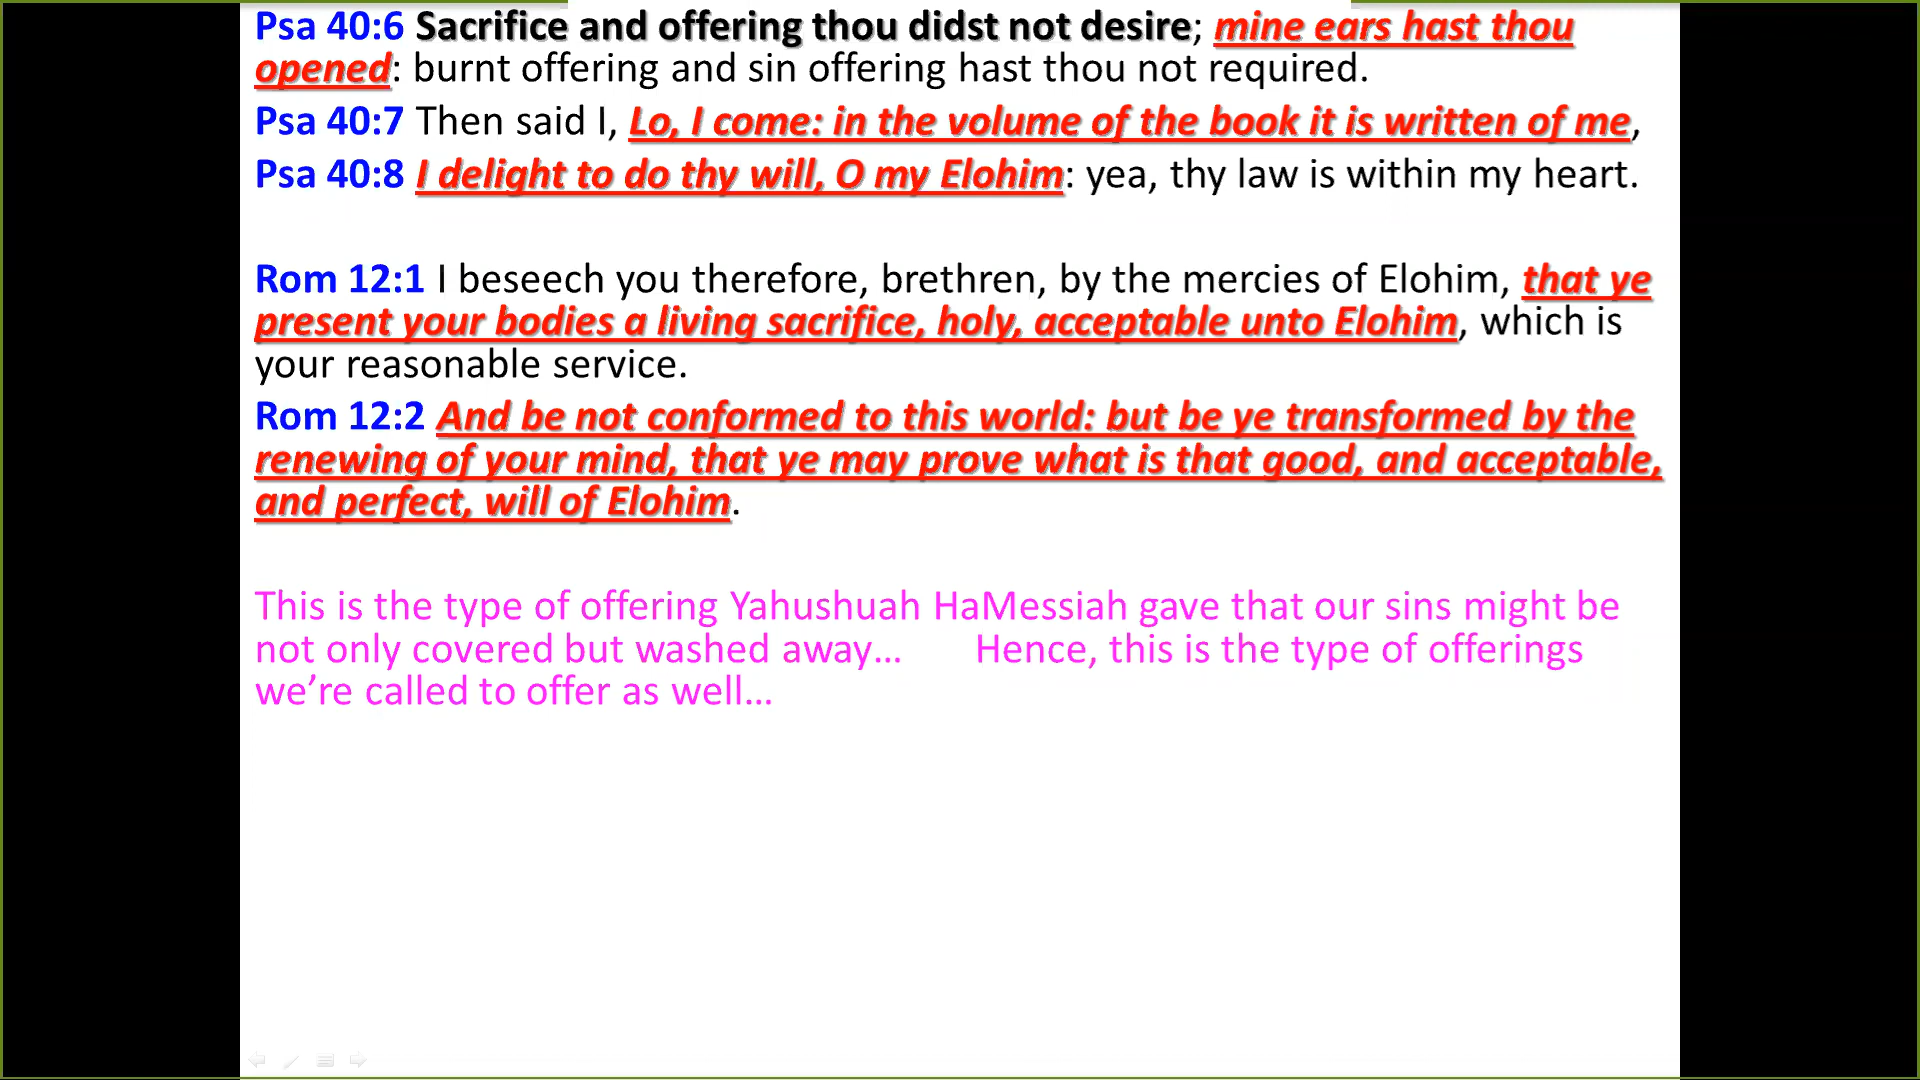 Psa 40:6 Sacrifice and offering thou didst not desire; mine ears hast thou
opened: burnt offering and sin offering hast thou not required.
Psa 40:7 Then said I, Lo, I come: in the volume of the book it is written of me,
Psa 40:8 I delight to do thy will, O my Elohim: yea, thy law is within my heart.
Rom 12:1 I beseech you therefore, brethren, by the mercies of Elohim, that ye
present your bodies a living sacrifice, holy, acceptable unto Elohim, which is
your reasonable service.
Rom 12:2 And be not conformed to this world: but be ye transformed by the
renewing of your mind, that ye may prove what is that good, and acceptable,
and perfect, will of Elohim.
This is the type of offering Yahushuah HaMessiah gave that our sins might be
not only covered but washed away… Hence, this is the type of offerings
we’re called to offer as well…